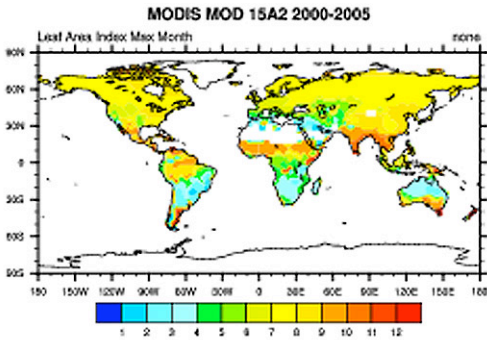 MODIS MOD 15A2 2000-2005
Leaf Area Index Max Month none
90N
60N
30N
0
30S
60S
90S
180 150W 120W 90W 60W 30W 0 30E 60E 90E 120E 150E 180
1 2 3 4 5 6 7 8 9 10 11 12